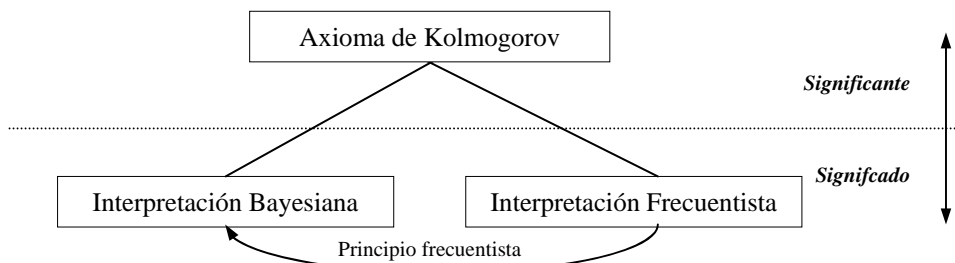 Axioma de Kolmogorov
Significante
Signifcado
Interpretación Bayesiana
Interpretación Frecuentista
Principio frecuentista